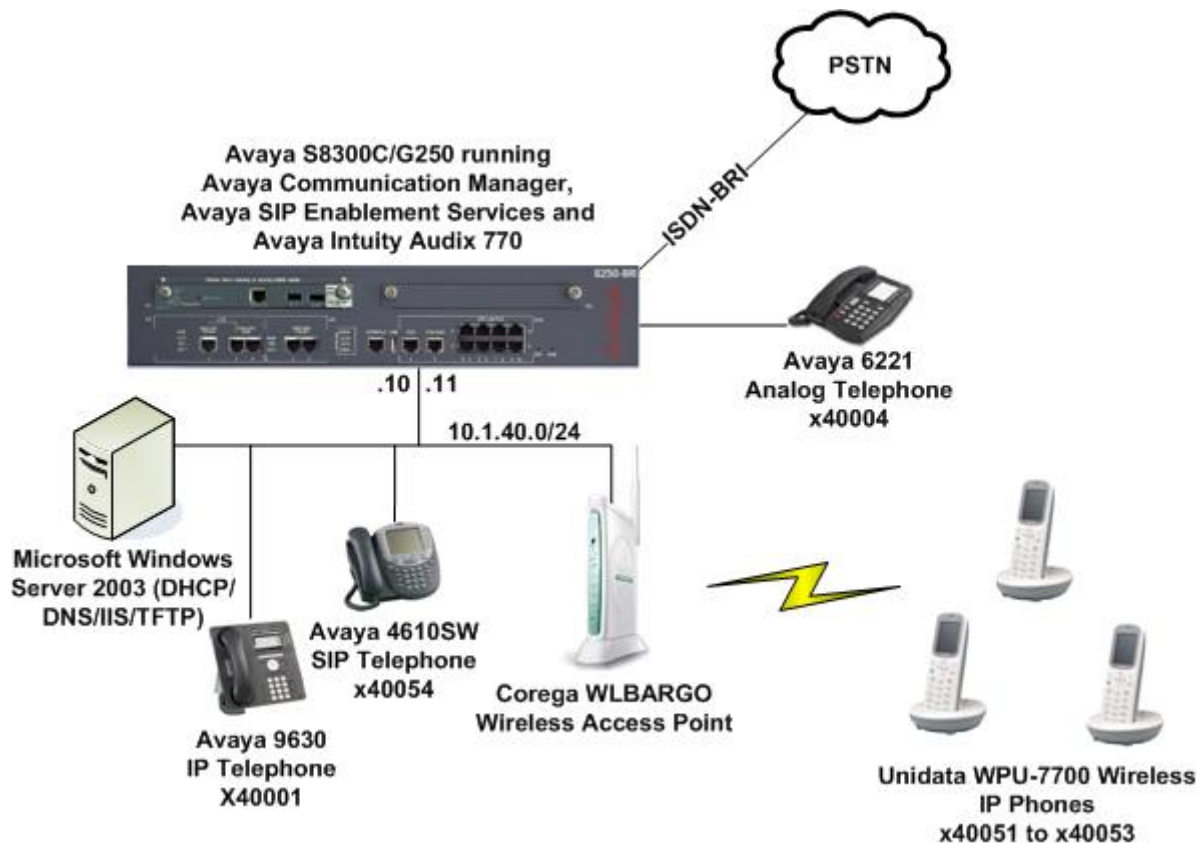 PSTN
Avaya S8300C/G250 running
Avaya Communication Manager,
Avaya SIP Enablement Services and
Avaya Intuity Audix 770
ISDN-BRI
G250-BRI
Avaya 6221
Analog Telephone
x40004
.10 .11
10.1.40.0/24
Microsoft Windows
Server 2003 (DHCP/
DNS/IIS/TFTP)
Avaya 4610SW
SIP Telephone
x40054
Corega WLBARGO
Wireless Access Point
Avaya 9630
IP Telephone
X40001
Unidata WPU-7700 Wireless
IP Phones
x40051 to x40053